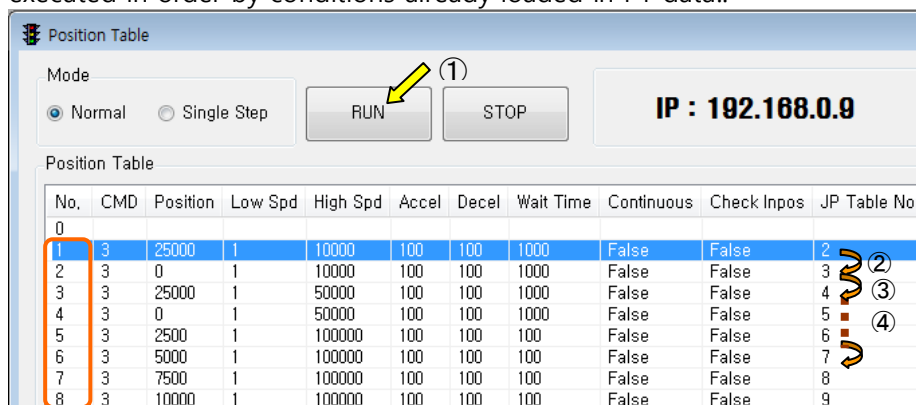 executed in order by conditions already loaded in PT data..
Position Table
Mode
①
Normal Single Step RUN STOP IP : 192.168.0.9
Position Table
No. CMD Position Low Spd High Spd Accel Decel Wait Time Continuous Check Inpos JP Table No
0
1 3 25000 1 10000 100 100 1000 False False 2
②
2 3 0 1 10000 100 100 1000 False False 3
3 3 25000 1 50000 100 100 1000 False False 4
③
4 3 0 1 50000 100 100 1000 False False 5
④
5 3 2500 1 100000 100 100 100 False False 6
6 3 5000 1 100000 100 100 100 False False 7
7 3 7500 1 100000 100 100 100 False False 8
8 3 10000 1 100000 100 100 100 False False 9